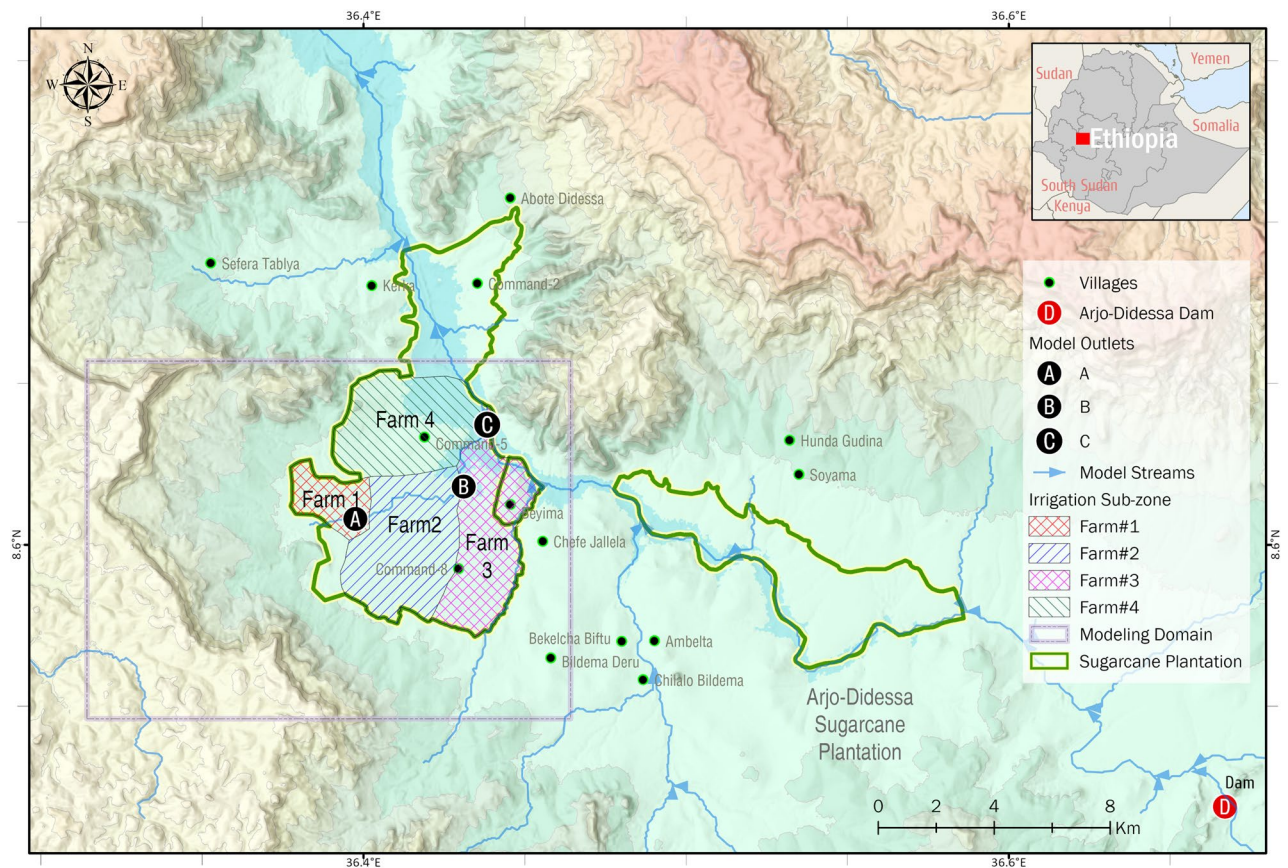 36.4°E
36.6°E
N
W
E
S
Sudan
Yemen
Somalia
Ethiopia
South Sudan
Kenya
Abote Didessa
Sefera Tablya
Kerka
Command-2
Villages
D
Arjo-Didessa Dam
Model Outlets
A
A
B
B
C
C
Model Streams
Irrigation Sub-zone
Farm#1
Farm#2
Farm#3
Farm#4
Modeling Domain
Sugarcane Plantation
Farm 4
C
Command-5
Hunda Gudina
Soyama
Farm 1
B
A
Farm2
Farm
3
Chefe Jallela
Command-8
8.6°N
8.6°N
Bekelcha Biftu
Ambelta
Bildema Deru
Chilalo Bildema
Arjo-Didessa
Sugarcane
Plantation
Dam
D
0
2
4
8
Km
36.4°E
36.6°E